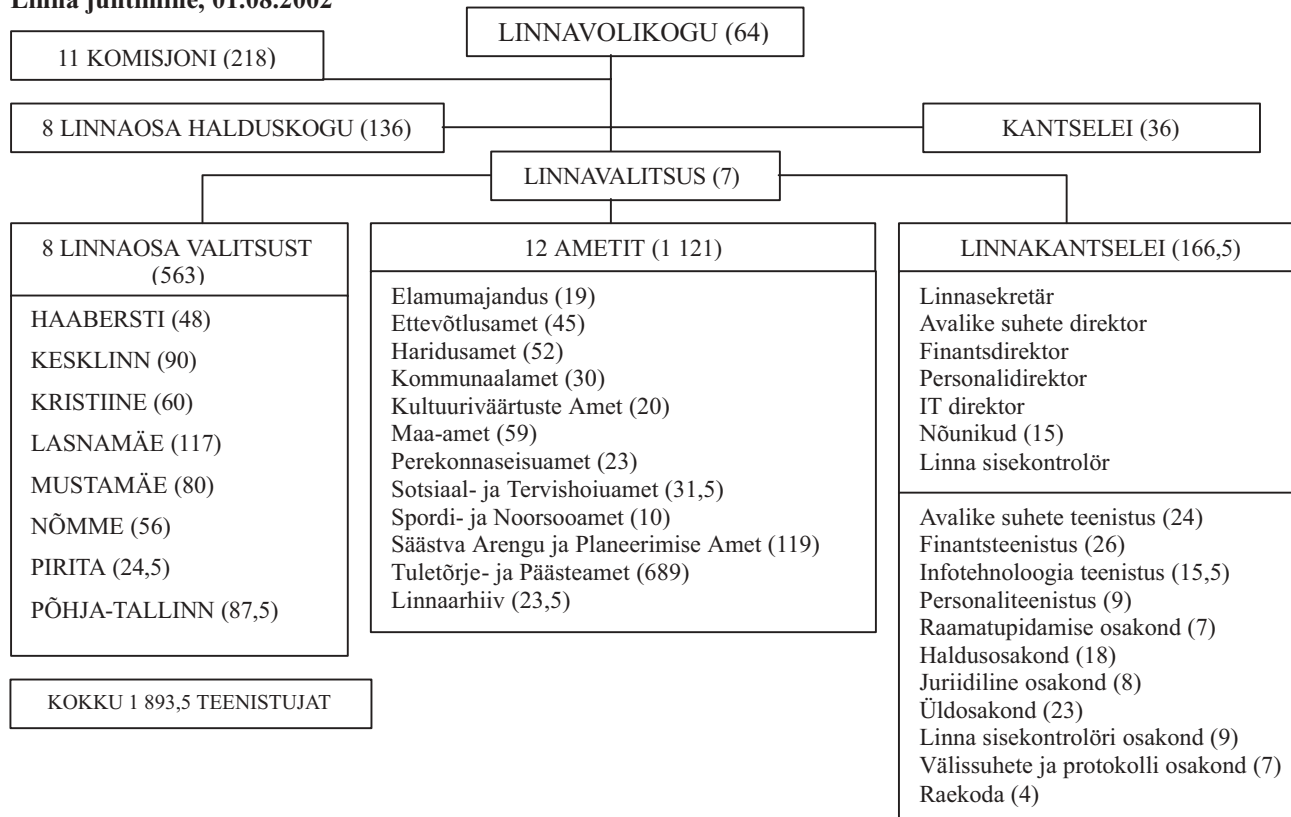 Linna juhtimine, 01.08.2002
LINNAVOLIKOGU (64)
11 KOMISJONI (218)
8 LINNAOSA HALDUSKOGU (136)
KANTSELEI (36)
LINNAVALITSUS (7)
8 LINNAOSA VALITSUST
(563)
HAABERSTI (48)
KESKLINN (90)
KRISTIINE (60)
LASNAMÄE (117)
MUSTAMÄE (80)
NÕMME (56)
PIRITA (24,5)
PÕHJA-TALLINN (87,5)
12 AMETIT (1 121)
Elamumajandus (19)
Ettevõtlusamet (45)
Haridusamet (52)
Kommunaalamet (30)
Kultuuriväärtuste Amet (20)
Maa-amet (59)
Perekonnaseisuamet (23)
Sotsiaal- ja Tervishoiuamet (31,5)
Spordi- ja Noorsooamet (10)
Säästva Arengu ja Planeerimise Amet (119)
Tuletõrje- ja Päästeamet (689)
Linnaarhiiv (23,5)
LINNAKANTSELEI (166,5)
Linnasekretär
Avalike suhete direktor
Finantsdirektor
Personalidirektor
IT direktor
Nõunikud (15)
Linna sisekontrolör
Avalike suhete teenistus (24)
Finantsteenistus (26)
Infotehnoloogia teenistus (15,5)
Personaliteenistus (9)
Raamatupidamise osakond (7)
Haldusosakond (18)
Juriidiline osakond (8)
Üldosakond (23)
Linna sisekontrolöri osakond (9)
Välissuhete ja protokolli osakond (7)
Raekoda (4)
KOKKU 1 893,5 TEENISTUJAT